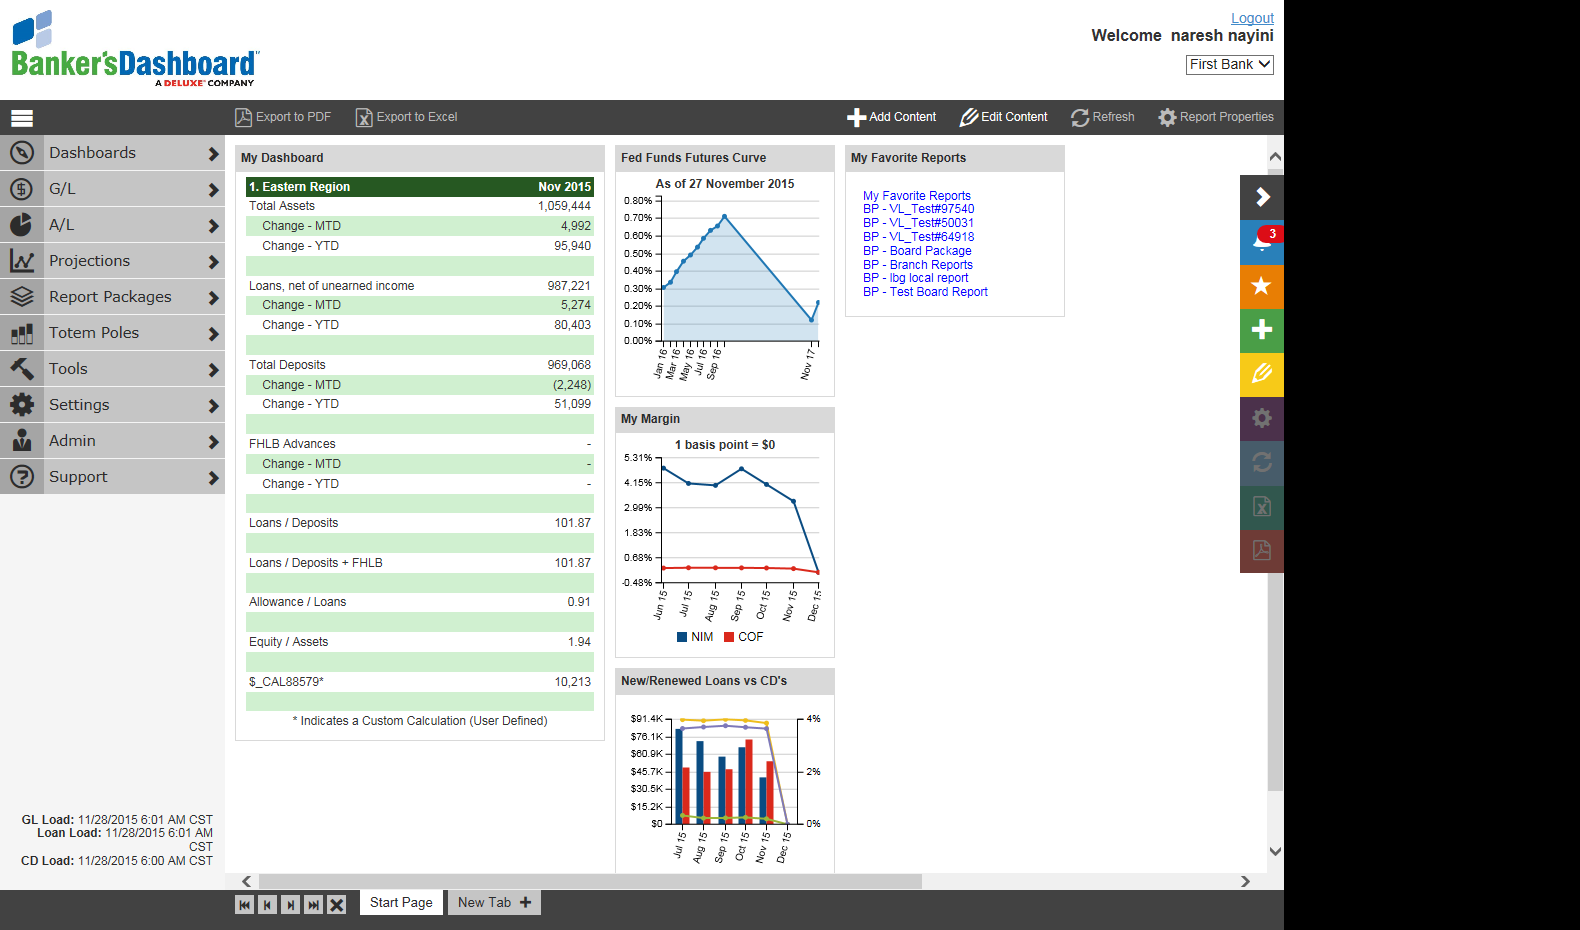 Logout
Welcome naresh nayini
First Bank
Banker'sDashboard
A DELUXE COMPANY
Export to PDF
Export to Excel
Add Content
Edit Content
Refresh
Report Properties
Dashboards
G/L
A/L
Projections
Report Packages
Totem Poles
Tools
Settings
Admin
Support
GL Load: 11/28/2015 6:01 AM CST
Loan Load: 11/28/2015 6:01 AM
CST
CD Load: 11/28/2015 6:00 AM CST
My Dashboard
1. Eastern Region Nov 2015
Total Assets 1,059,444
Change - MTD 4,992
Change - YTD 95,940
Loans, net of unearned income 987,221
Change - MTD 5,274
Change - YTD 80,403
Total Deposits 969,068
Change - MTD (2,248)
Change - YTD 51,099
FHLB Advances -
Change - MTD -
Change - YTD -
Loans / Deposits 101.87
Loans / Deposits + FHLB 101.87
Allowance / Loans 0.91
Equity / Assets 1.94
$_CAL88579* 10,213
* Indicates a Custom Calculation (User Defined)
Fed Funds Futures Curve
As of 27 November 2015
0.80%
0.70%
0.60%
0.50%
0.40%
0.30%
0.20%
0.10%
0.00%
Jan 16 Mar 16 May 16 Jul 16 Sep 16 Nov 17
My Margin
1 basis point = $0
5.31%
4.15%
2.99%
1.83%
0.68%
-0.48%
Jun 15 Jul 15 Aug 15 Sep 15 Oct 15 Nov 15 Dec 15
NIM COF
New/Renewed Loans vs CD's
$91.4K 4%
$76.1K
$60.9K
$45.7K 2%
$30.5K
$15.2K
$0 0%
Jul 15 Aug 15 Sep 15 Oct 15 Nov 15 Dec 15
My Favorite Reports
My Favorite Reports
BP - VL_Test#97540
BP - VL_Test#50031
BP - VL_Test#64918
BP - Board Package
BP - Branch Reports
BP - lbg local report
BP - Test Board Report
3
Start Page
New Tab